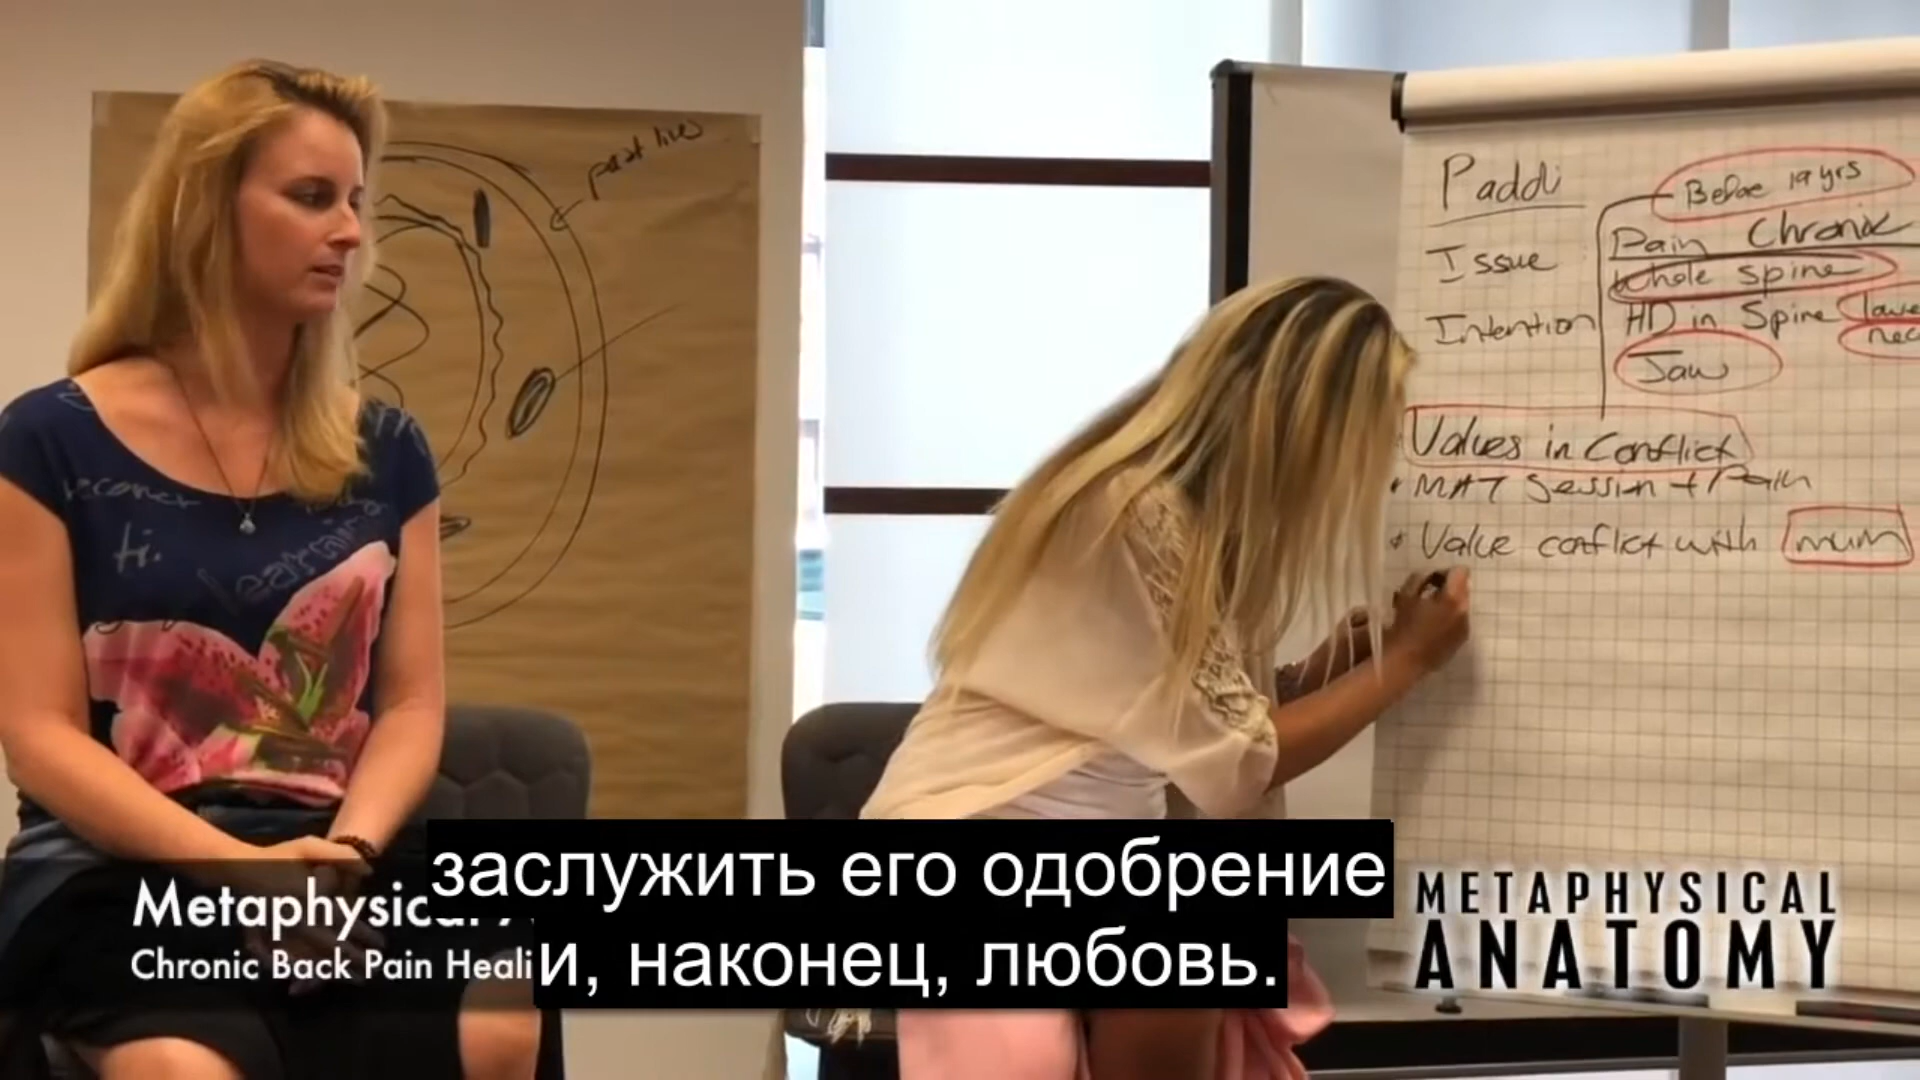 past lives
Paddi
Before 19 yrs
Issue
Pain Chronic
Whole spine
Intention
HD in Spine
Jaw
Values in Conflict
• MAT Session + Pain
• Value conflict with mum
ti.
learning
заслужить его одобрение
и, наконец, любовь.
Metaphysical
Chronic Back Pain Heali
METAPHYSICAL
ANATOMY